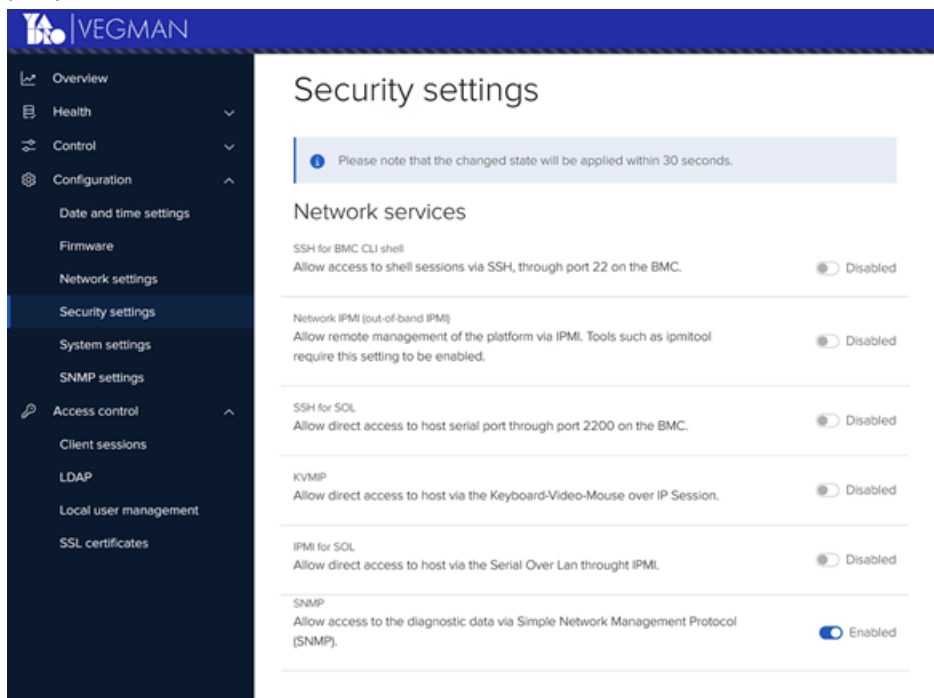 YADRO VEGMAN
Overview
Health
Control
Configuration
Date and time settings
Firmware
Network settings
Security settings
System settings
SNMP settings
Access control
Client sessions
LDAP
Local user management
SSL certificates
Security settings
Please note that the changed state will be applied within 30 seconds.
Network services
SSH for BMC CLI shell
Allow access to shell sessions via SSH, through port 22 on the BMC.
Disabled
Network IPMI (out-of-band IPMI)
Allow remote management of the platform via IPMI. Tools such as ipmitool
require this setting to be enabled.
Disabled
SSH for SOL
Allow direct access to host serial port through port 2200 on the BMC.
Disabled
KVMIP
Allow direct access to host via the Keyboard-Video-Mouse over IP Session.
Disabled
IPMI for SOL
Allow direct access to host via the Serial Over Lan throught IPMI.
Disabled
SNMP
Allow access to the diagnostic data via Simple Network Management Protocol
(SNMP).
Enabled